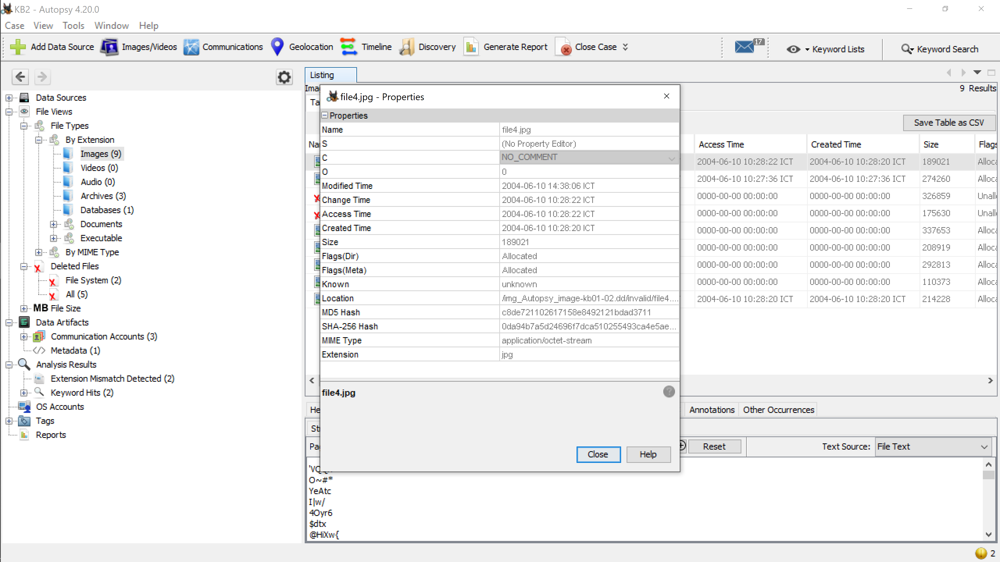 KB2 - Autopsy 4.20.0
Case View Tools Window Help
Add Data Source Images/Videos Communications Geolocation Timeline Discovery Generate Report Close Case 17 Keyword Lists Keyword Search
Listing
9 Results
Data Sources
File Views
File Types
By Extension
Images (9)
Videos (0)
Audio (0)
Archives (3)
Databases (1)
Documents
Executable
By MIME Type
Deleted Files
File System (2)
All (5)
MB File Size
Data Artifacts
Communication Accounts (3)
Metadata (1)
Analysis Results
Extension Mismatch Detected (2)
Keyword Hits (2)
OS Accounts
Tags
Reports
file4.jpg - Properties
Properties
Name file4.jpg
S (No Property Editor)
C NO_COMMENT
O 0
Modified Time 2004-06-10 14:38:06 ICT
Change Time 2004-06-10 10:28:22 ICT
Access Time 2004-06-10 10:28:22 ICT
Created Time 2004-06-10 10:28:20 ICT
Size 189021
Flags(Dir) Allocated
Flags(Meta) Allocated
Known unknown
Location /img_Autopsy_image-kb01-02.dd/invalid/file4....
MD5 Hash c8de721102617158e8492121bdad3711
SHA-256 Hash 0da94b7a5d24696f7dca510255493ca4e5ae...
MIME Type application/octet-stream
Extension jpg
file4.jpg
Close Help
Save Table as CSV
Access Time Created Time Size Flags
2004-06-10 10:28:22 ICT 2004-06-10 10:28:20 ICT 189021 Alloc
2004-06-10 10:27:36 ICT 2004-06-10 10:27:36 ICT 274260 Alloc
0000-00-00 00:00:00 0000-00-00 00:00:00 326859 Unall
0000-00-00 00:00:00 0000-00-00 00:00:00 175630 Unall
0000-00-00 00:00:00 0000-00-00 00:00:00 337653 Alloc
0000-00-00 00:00:00 0000-00-00 00:00:00 208919 Alloc
0000-00-00 00:00:00 0000-00-00 00:00:00 292813 Alloc
0000-00-00 00:00:00 0000-00-00 00:00:00 110373 Alloc
2004-06-10 10:28:20 ICT 2004-06-10 10:28:20 ICT 214228 Alloc
Annotations Other Occurrences
Reset Text Source: File Text
O~#*
YeAtc
I|w/
4Oyr6
$dtx
@HiXw{
2